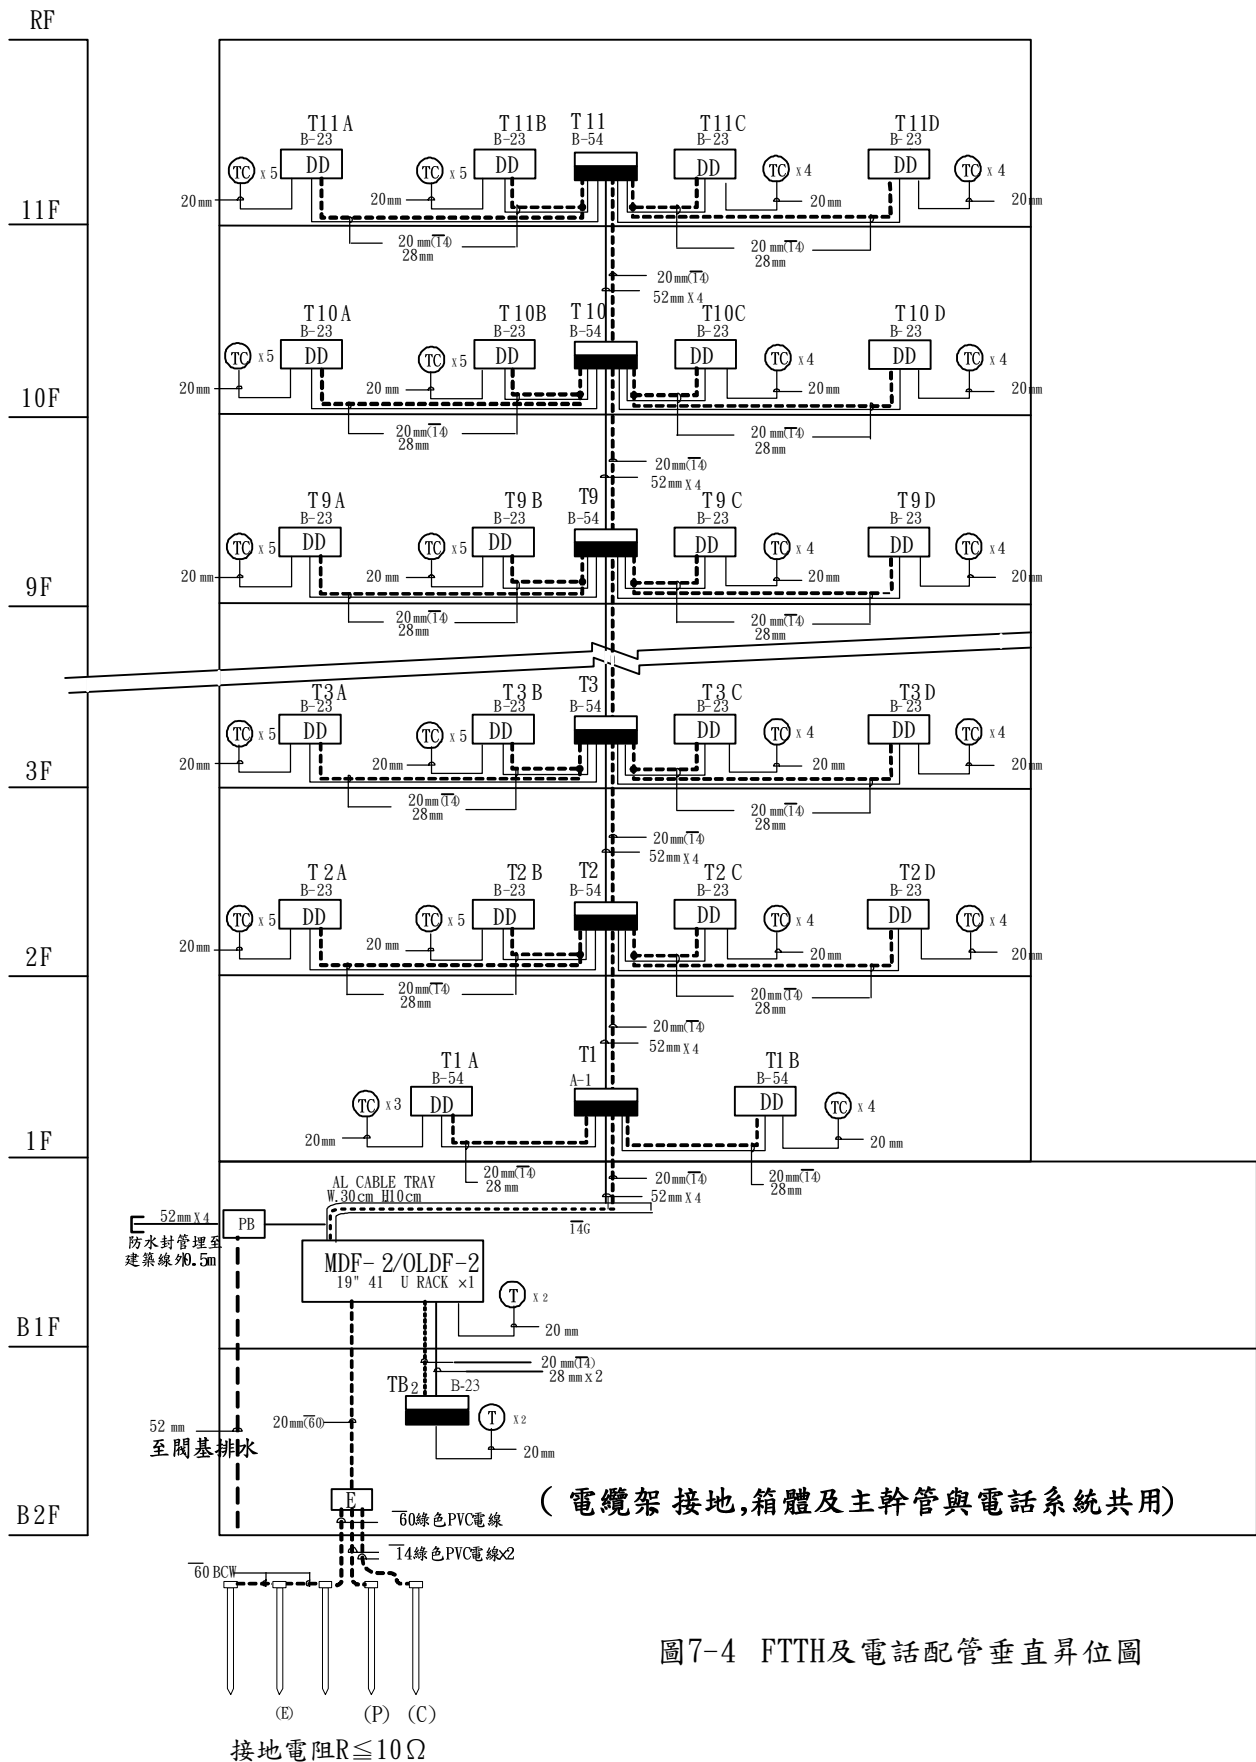 RF
T11A T11B T11 T11C T11D
B-23 B-23 B-54 B-23 B-23
TC x5 DD TC x5 DD DD TC x4 DD TC x4
20mm 20mm 20mm 20mm
11F
20mm(14) 20mm(14)
28mm 28mm
20mm(14)
52mm X4
T10A T10B T10 T10C T10D
B-23 B-23 B-54 B-23 B-23
TC x5 DD TC x5 DD DD TC x4 DD TC x4
20mm 20mm 20mm 20mm
10F
20mm(14) 20mm(14)
28mm 28mm
20mm(14)
52mm X4
T9A T9B T9 T9C T9D
B-23 B-23 B-54 B-23 B-23
TC x5 DD TC x5 DD DD TC x4 DD TC x4
20mm 20mm 20mm 20mm
9F
20mm(14) 20mm(14)
28mm 28mm
T3A T3B T3 T3C T3D
B-23 B-23 B-54 B-23 B-23
TC x5 DD TC x5 DD DD TC x4 DD TC x4
20mm 20mm 20mm 20mm
3F
20mm(14) 20mm(14)
28mm 28mm
20mm(14)
52mm X4
T2A T2B T2 T2C T2D
B-23 B-23 B-54 B-23 B-23
TC x5 DD TC x5 DD DD TC x4 DD TC x4
20mm 20mm 20mm 20mm
2F
20mm(14) 20mm(14)
28mm 28mm
20mm(14)
52mm X4
T1A T1 T1B
B-54 A-1 B-54
TC x3 DD DD TC x4
20mm 20mm
1F
20mm(14) 20mm(14) 20mm(14)
28mm 52mm X4 28mm
AL CABLE TRAY
W.30cm H10cm
14G
52mm X4 PB
防水封管埋至
建築線外0.5m
MDF-2/OLDF-2
19" 41 U RACK ×1
T X2
20mm
B1F
20mm(14)
28mm x2
TB2 B-23
T X2
20mm(60)
20mm
52 mm
至閥基排水
E
(電纜架 接地,箱體及主幹管與電話系統共用)
B2F
60綠色PVC電線
14綠色PVC電線x2
60 BCW
(E) (P) (C)
接地電阻R≦10Ω
圖7-4 FTTH及電話配管垂直昇位圖